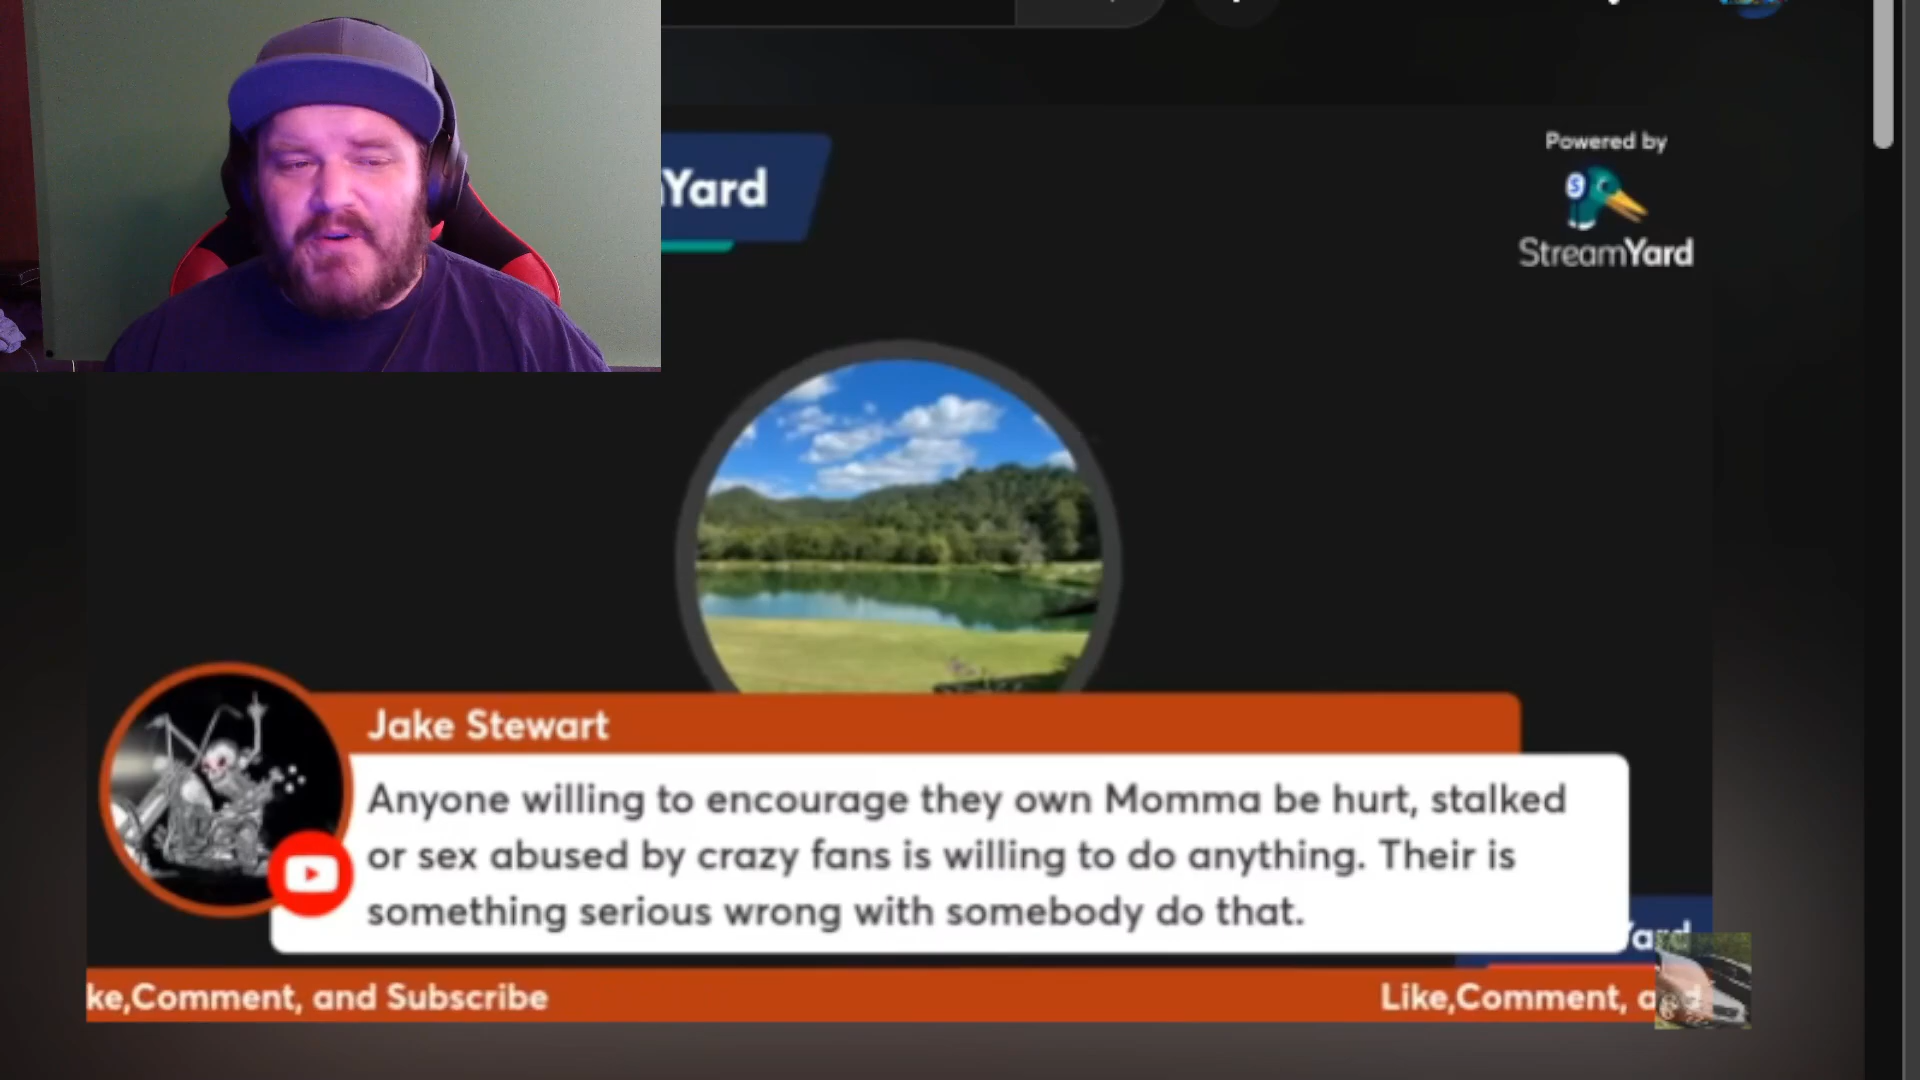 Yard
Powered by
S
StreamYard
Jake Stewart
Anyone willing to encourage they own Momma be hurt, stalked
or sex abused by crazy fans is willing to do anything. Their is
something serious wrong with somebody do that.
Yard
ke,Comment, and Subscribe
Like,Comment, a